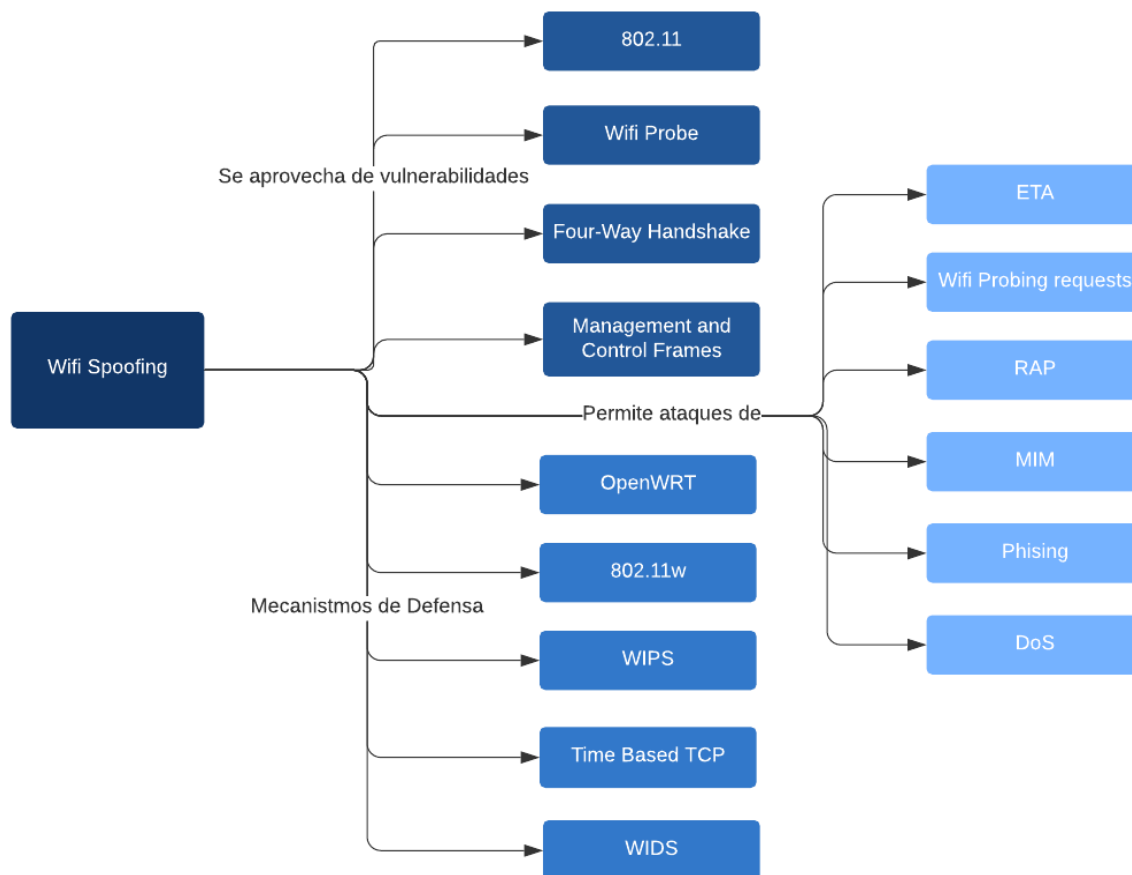 802.11
Wifi Probe
Se aprovecha de vulnerabilidades
Four-Way Handshake
Management and
Control Frames
Wifi Spoofing
Permite ataques de
ETA
Wifi Probing requests
RAP
MIM
Phising
DoS
OpenWRT
802.11w
Mecanistmos de Defensa
WIPS
Time Based TCP
WIDS